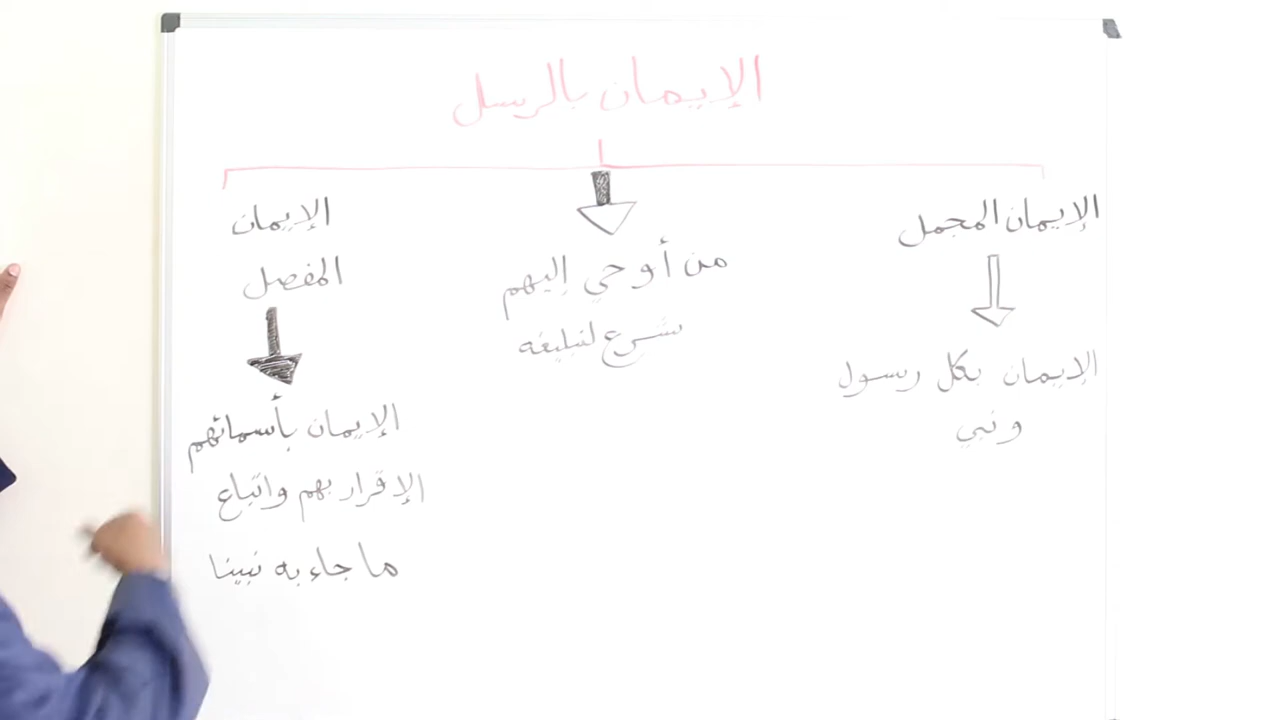 الإيمان بالرسل
الإيمان المجمل
الإيمان بكل رسول
ونبي
من أوحي إليهم
بشرع لتبليغه
الإيمان
المفصل
الإيمان بأسمائهم
الإقرار بهم واتباع
ما جاء به نبينا